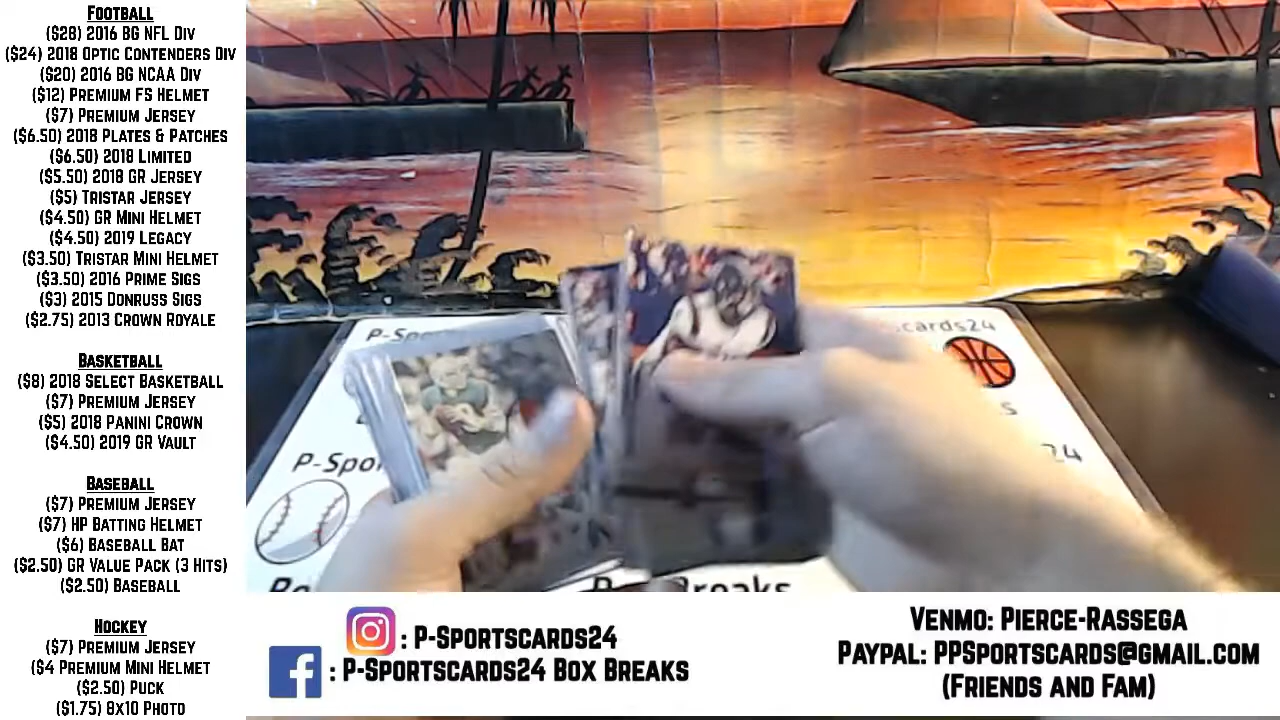 Football
($28) 2016 BG NFL Div
($24) 2018 Optic Contenders Div
($20) 2016 BG NCAA Div
($12) Premium FS Helmet
($7) Premium Jersey
($6.50) 2018 Plates & Patches
($6.50) 2018 Limited
($5.50) 2018 GR Jersey
($5) Tristar Jersey
($4.50) GR Mini Helmet
($4.50) 2019 Legacy
($3.50) Tristar Mini Helmet
($3.50) 2016 Prime Sigs
($3) 2015 Donruss Sigs
($2.75) 2013 Crown Royale
Basketball
($8) 2018 Select Basketball
($7) Premium Jersey
($5) 2018 Panini Crown
($4.50) 2019 GR Vault
Baseball
($7) Premium Jersey
($7) HP Batting Helmet
($6) Baseball Bat
($2.50) GR Value Pack (3 Hits)
($2.50) Baseball
Hockey
($7) Premium Jersey
($4 Premium Mini Helmet
($2.50) Puck
($1.75) 8x10 Photo
P-Spo
cards24
P-Spo
24
Breaks
: P-Sportscards24
: P-Sportscards24 Box Breaks
Venmo: Pierce-Rassega
Paypal: PPSportscards@gmail.com
(Friends and Fam)